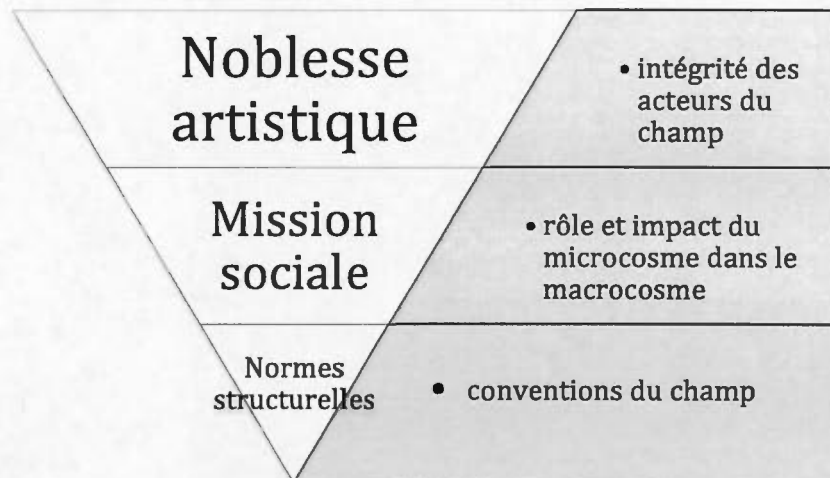 Noblesse
artistique
• intégrité des
acteurs du
champ
Mission
sociale
• rôle et impact du
microcosme dans le
macrocosme
Normes
structurelles
• conventions du champ